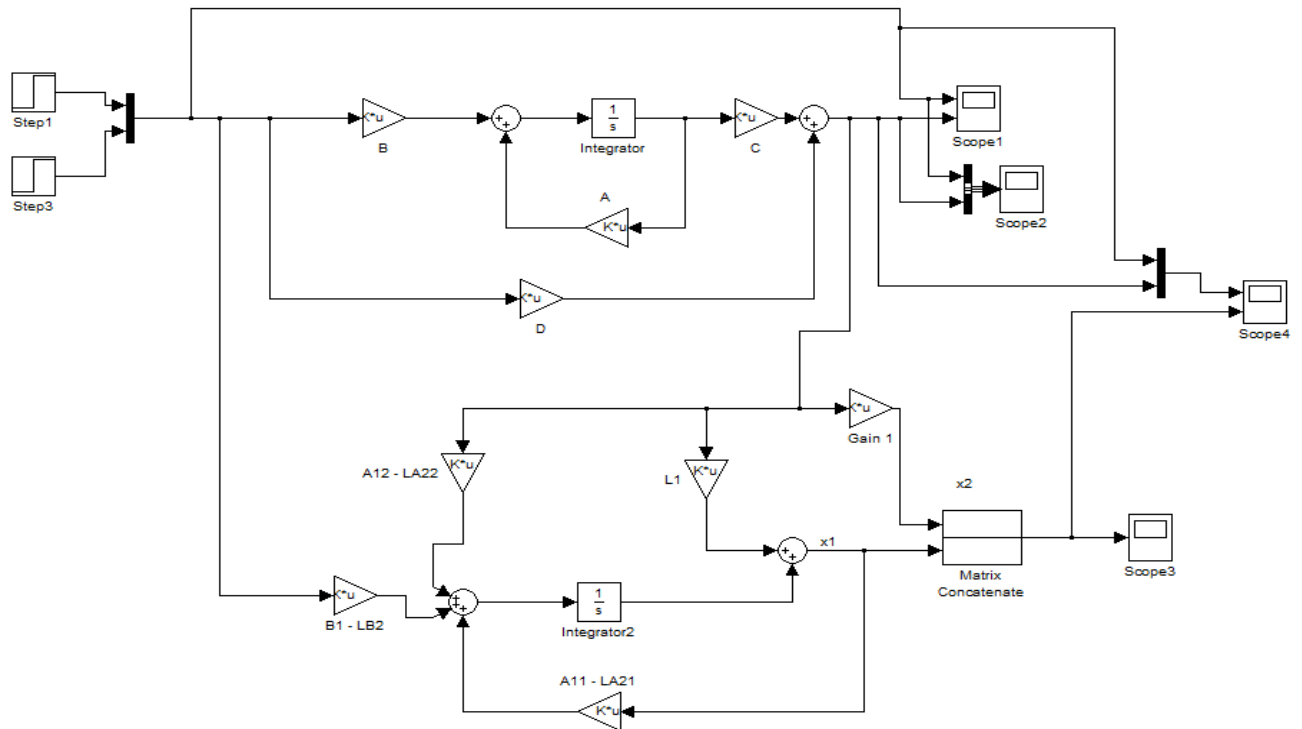 Step1
Step3
K*u
B
+
+
1
s
Integrator
K*u
C
+
+
Scope1
Scope2
A
K*u
K*u
D
Scope4
K*u
Gain 1
K*u
A12 - LA22
K*u
L1
x2
x1
+
+
Matrix
Concatenate
Scope3
K*u
B1 - LB2
+
+
+
1
s
Integrator2
A11 - LA21
K*u